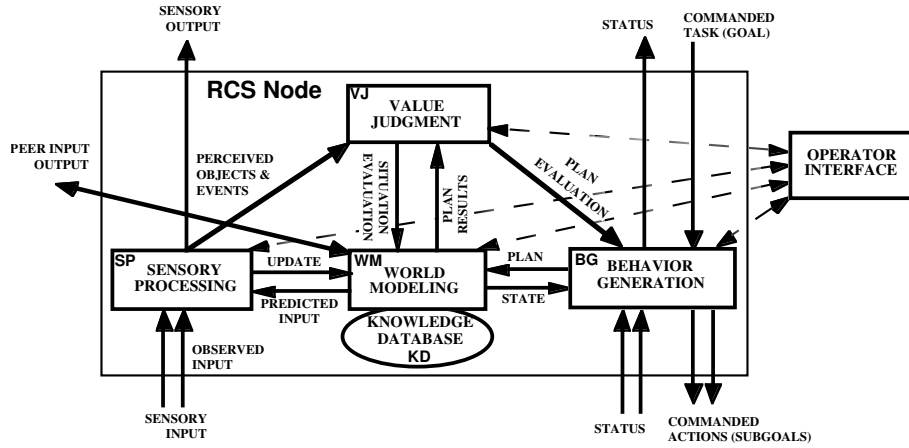 SENSORY
OUTPUT
STATUS
COMMANDED
TASK (GOAL)
RCS Node
VJ
VALUE
JUDGMENT
PEER INPUT
OUTPUT
PERCEIVED
OBJECTS &
EVENTS
SITUATION
EVALUATION
PLAN
RESULTS
PLAN
EVALUATION
OPERATOR
INTERFACE
SP
SENSORY
PROCESSING
UPDATE
PREDICTED
INPUT
WM
WORLD
MODELING
PLAN
STATE
BG
BEHAVIOR
GENERATION
KNOWLEDGE
DATABASE
KD
OBSERVED
INPUT
SENSORY
INPUT
STATUS
COMMANDED
ACTIONS (SUBGOALS)